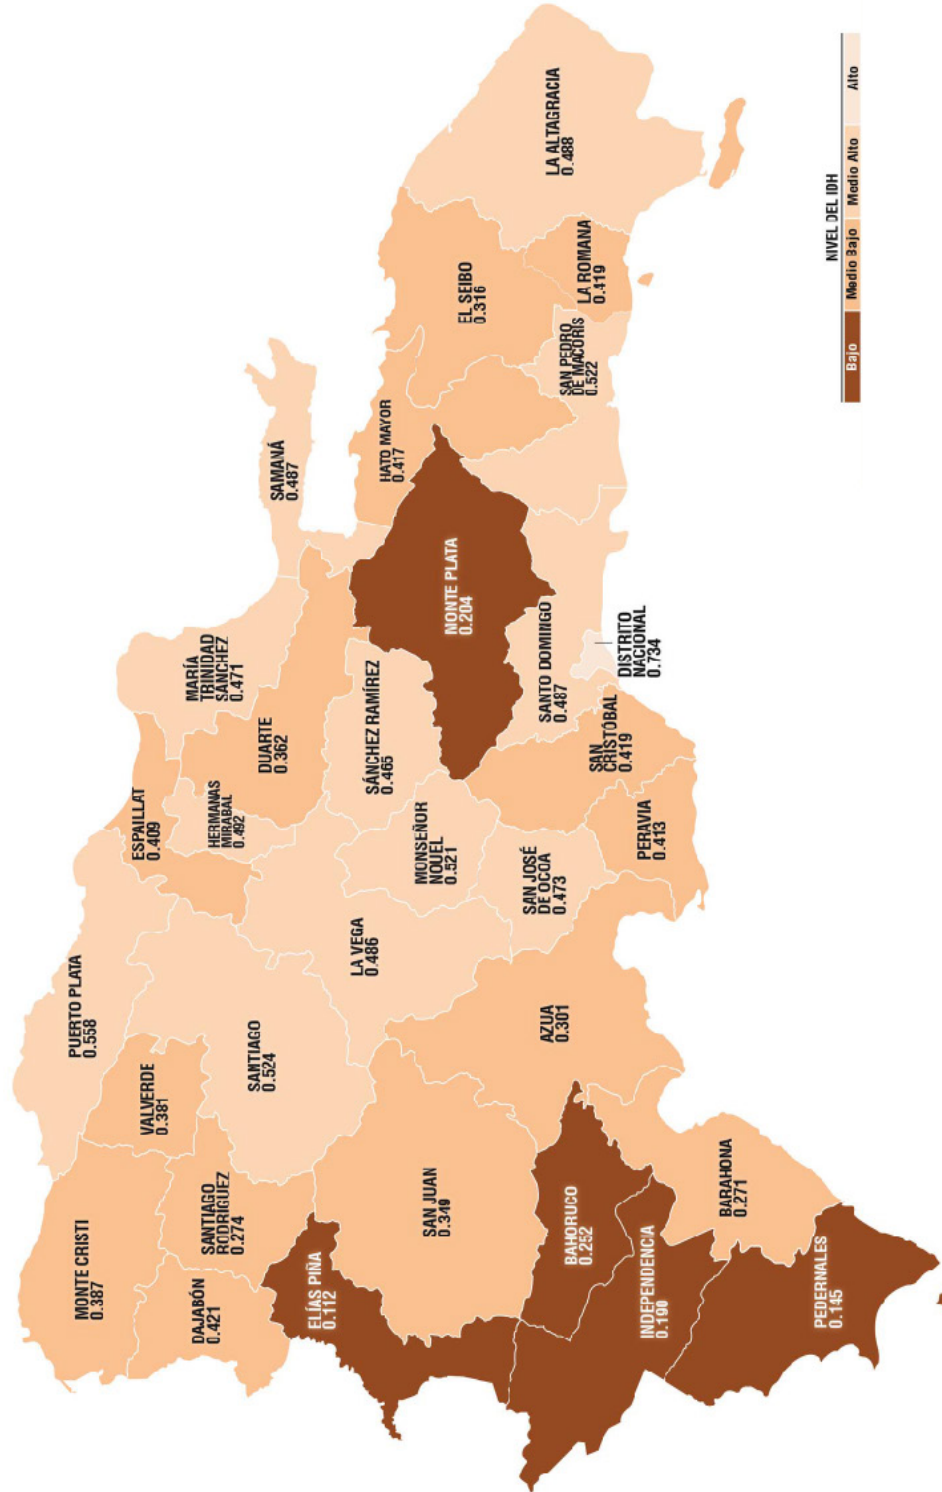 MONTE CRISTI
0.387
PUERTO PLATA
0.558
VALVERDE
0.381
ESPAILLAT
0.409
DAJABÓN
0.421
SANTIAGO
RODRÍGUEZ
0.274
HERMANAS
MIRABAL
0.492
MARÍA
TRINIDAD
SÁNCHEZ
0.471
SANTIAGO
0.524
DUARTE
0.362
SAMANÁ
0.487
ELÍAS PIÑA
0.112
LA VEGA
0.486
SÁNCHEZ RAMÍREZ
0.465
HATO MAYOR
0.417
SAN JUAN
0.349
MONSEÑOR
NOUEL
0.521
MONTE PLATA
0.204
EL SEIBO
0.316
AZUA
0.301
SAN JOSÉ
DE OCOA
0.473
SANTO DOMINGO
0.487
LA ALTAGRACIA
0.488
BAHORUCO
0.252
SAN PEDRO
DE MACORÍS
0.522
LA ROMANA
0.419
SAN
CRISTÓBAL
0.419
DISTRITO
NACIONAL
0.734
INDEPENDENCIA
0.190
PERAVIA
0.413
BARAHONA
0.271
PEDERNALES
0.145
NIVEL DEL IDH
Bajo Medio Bajo Medio Alto Alto